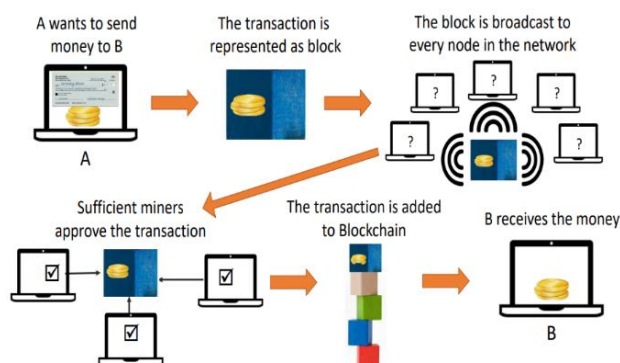 A wants to send
money to B
The transaction is
represented as block
The block is broadcast to
every node in the network
A
?
?
?
?
?
Sufficient miners
approve the transaction
The transaction is added
to Blockchain
B receives the money
B